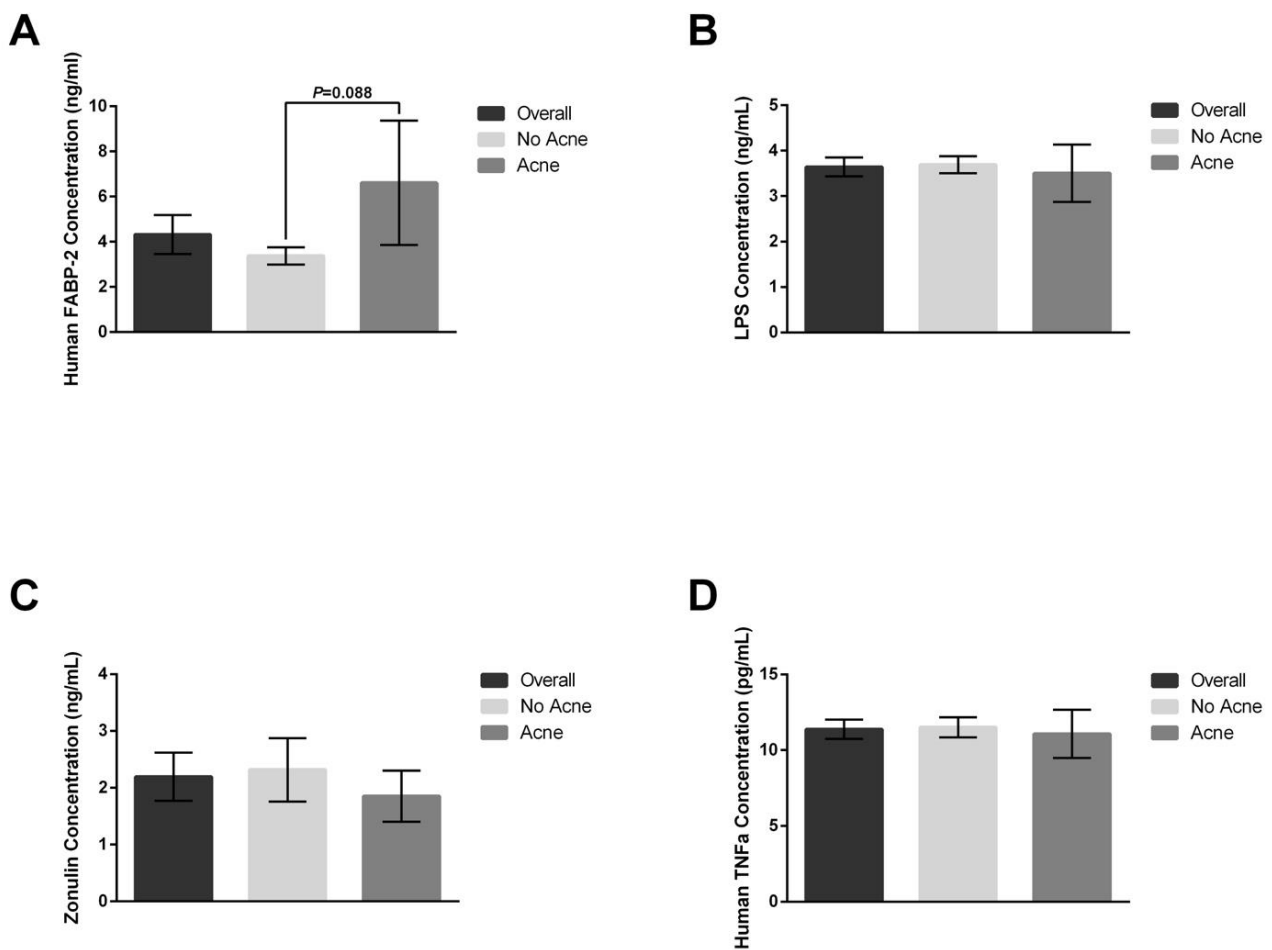 A
Human FABP-2 Concentration (ng/ml)
10
8
6
4
2
0
P=0.088
Overall
No Acne
Acne
B
LPS Concentration (ng/mL)
5
4
3
2
1
0
Overall
No Acne
Acne
C
Zonulin Concentration (ng/mL)
4
3
2
1
0
Overall
No Acne
Acne
D
Human TNFa Concentration (pg/mL)
15
10
5
0
Overall
No Acne
Acne